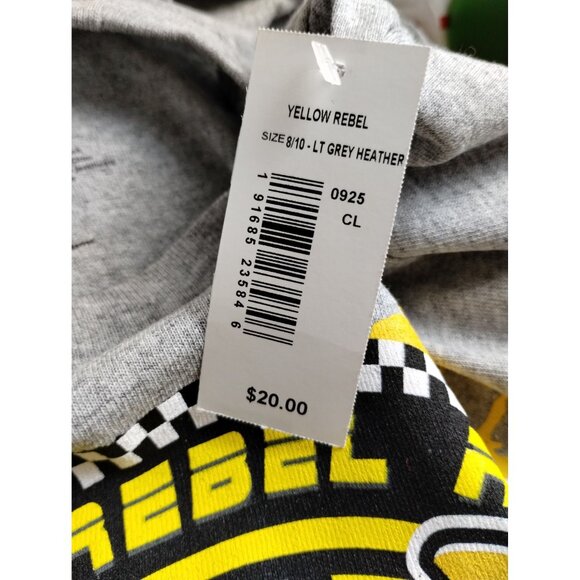 YELLOW REBEL
SIZE 8/10 - LT GREY HEATHER
0925
CL
1 91685 23584 6
$20.00
REBEL